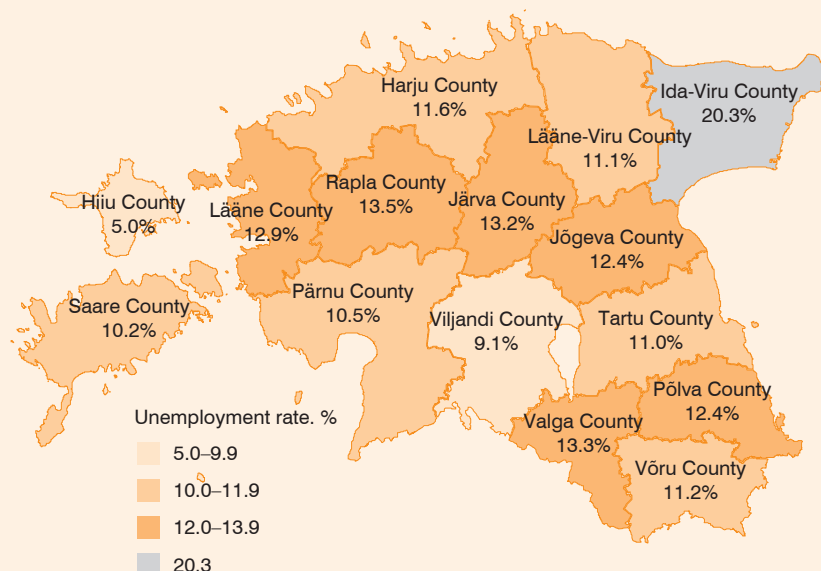 Harju County
11.6%
Ida-Viru County
20.3%
Lääne-Viru County
11.1%
Hiiu County
5.0%
Lääne County
12.9%
Rapla County
13.5%
Järva County
13.2%
Jõgeva County
12.4%
Saare County
10.2%
Pärnu County
10.5%
Viljandi County
9.1%
Tartu County
11.0%
Põlva County
12.4%
Valga County
13.3%
Võru County
11.2%
Unemployment rate. %
5.0–9.9
10.0–11.9
12.0–13.9
20.3